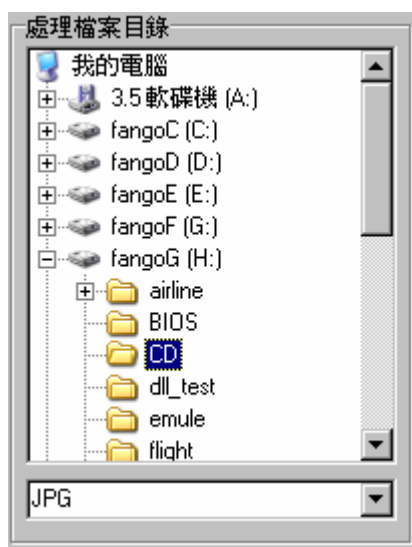 處理檔案目錄
我的電腦
3.5 軟碟機 (A:)
fangoC (C:)
fangoD (D:)
fangoE (E:)
fangoF (G:)
fangoG (H:)
airline
BIOS
CD
dll_test
emule
flight
JPG